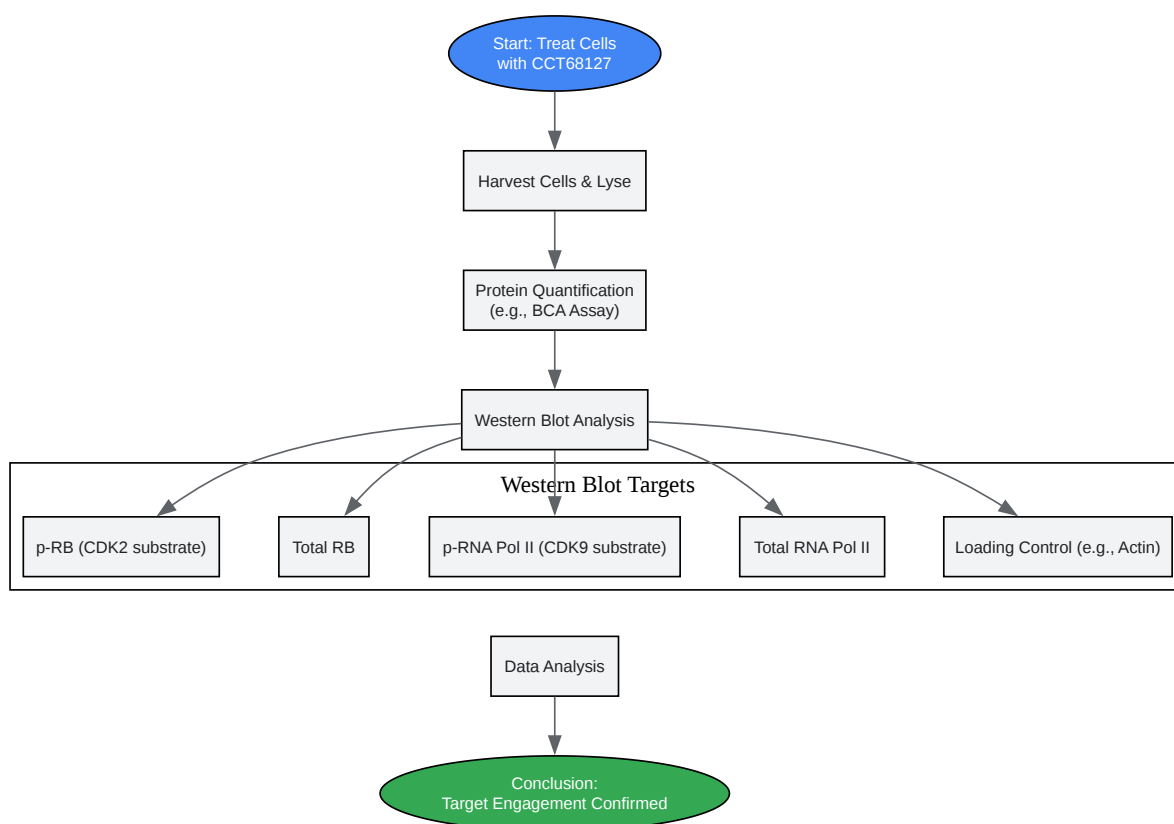 Start: Treat Cells
with CCT68127
Harvest Cells & Lyse
Protein Quantification
(e.g., BCA Assay)
Western Blot Analysis
Western Blot Targets
p-RB (CDK2 substrate)
Total RB
p-RNA Pol II (CDK9 substrate)
Total RNA Pol II
Loading Control (e.g., Actin)
Data Analysis
Conclusion:
Target Engagement Confirmed